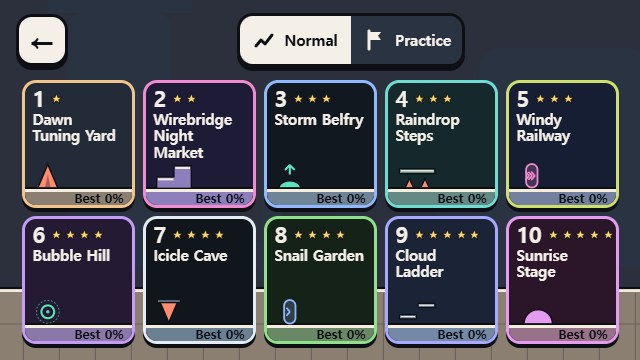 Normal
Practice
1
Dawn
Tuning Yard
Best 0%
2
Wirebridge
Night
Market
Best 0%
3
Storm Belfry
Best 0%
4
Raindrop
Steps
Best 0%
5
Windy
Railway
Best 0%
6
Bubble Hill
Best 0%
7
Icicle Cave
Best 0%
8
Snail Garden
Best 0%
9
Cloud
Ladder
Best 0%
10
Sunrise
Stage
Best 0%